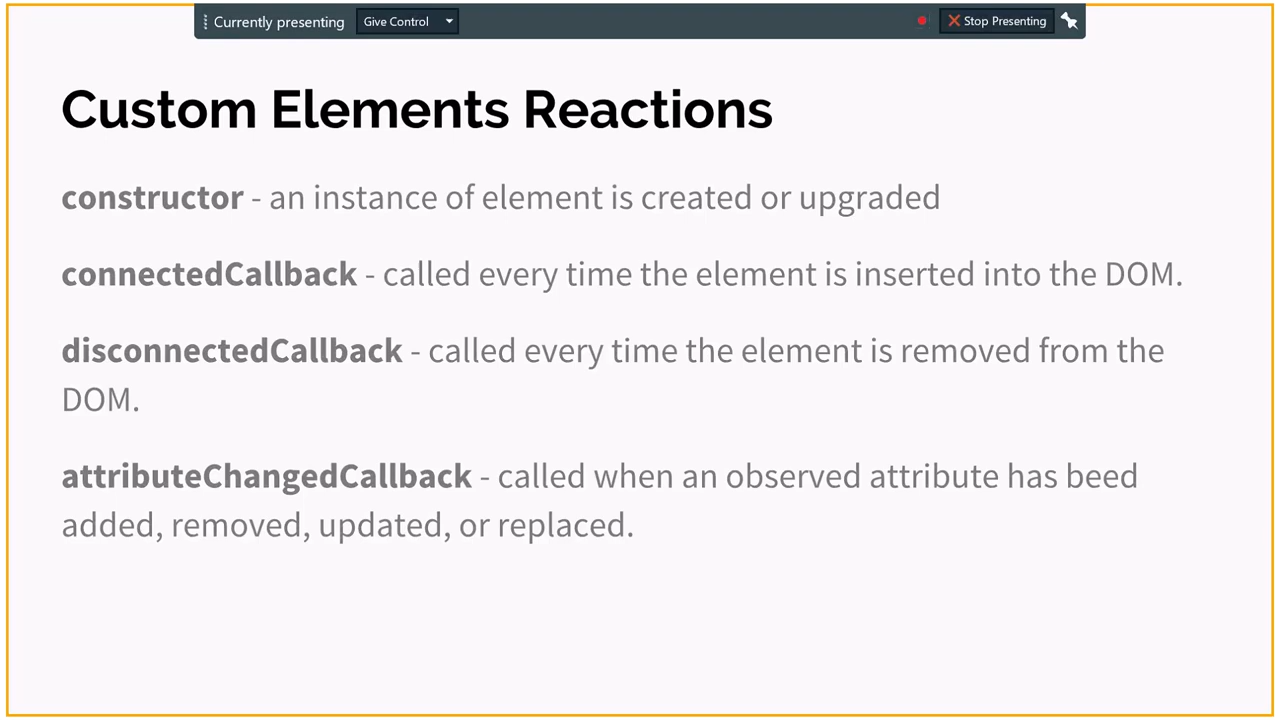 Currently presenting Give Control Stop Presenting
Custom Elements Reactions
constructor - an instance of element is created or upgraded
connectedCallback - called every time the element is inserted into the DOM.
disconnectedCallback - called every time the element is removed from the
DOM.
attributeChangedCallback - called when an observed attribute has beed
added, removed, updated, or replaced.